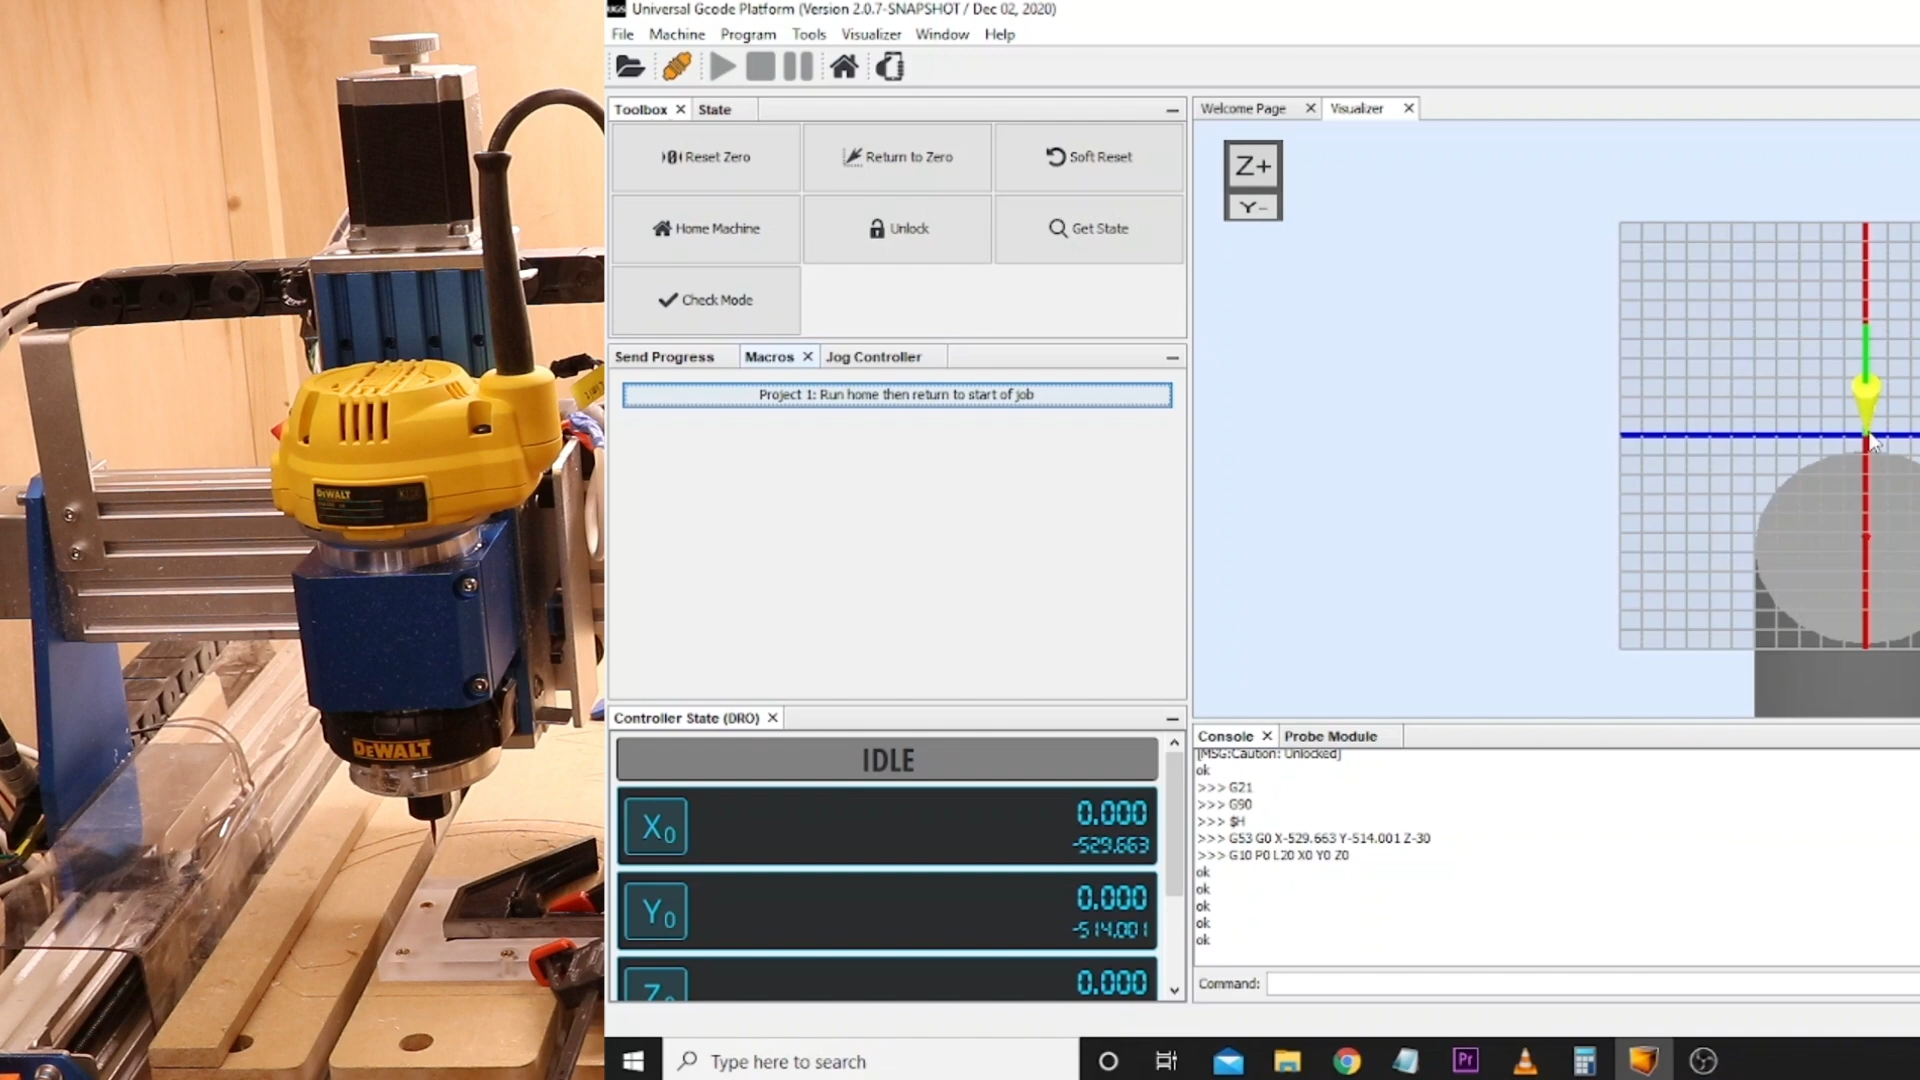 Universal Gcode Platform (Version 2.0.7-SNAPSHOT / Dec 02, 2020)
File Machine Program Tools Visualizer Window Help
Toolbox State
Reset Zero
Return to Zero
Soft Reset
Home Machine
Unlock
Get State
Check Mode
Send Progress Macros Jog Controller
Project 1: Run home then return to start of job
Controller State (DRO)
IDLE
X0 0.000
-529.663
Y0 0.000
-514.001
0.000
Welcome Page Visualizer
Z+
Y-
Console Probe Module
[MSG:Caution: Unlocked]
ok
>>> G21
>>> G90
>>> $H
>>> G53 G0 X-529.663 Y-514.001 Z-30
>>> G10 P0 L20 X0 Y0 Z0
ok
ok
ok
ok
ok
Command:
Type here to search
Pr
DEWALT
DEWALT